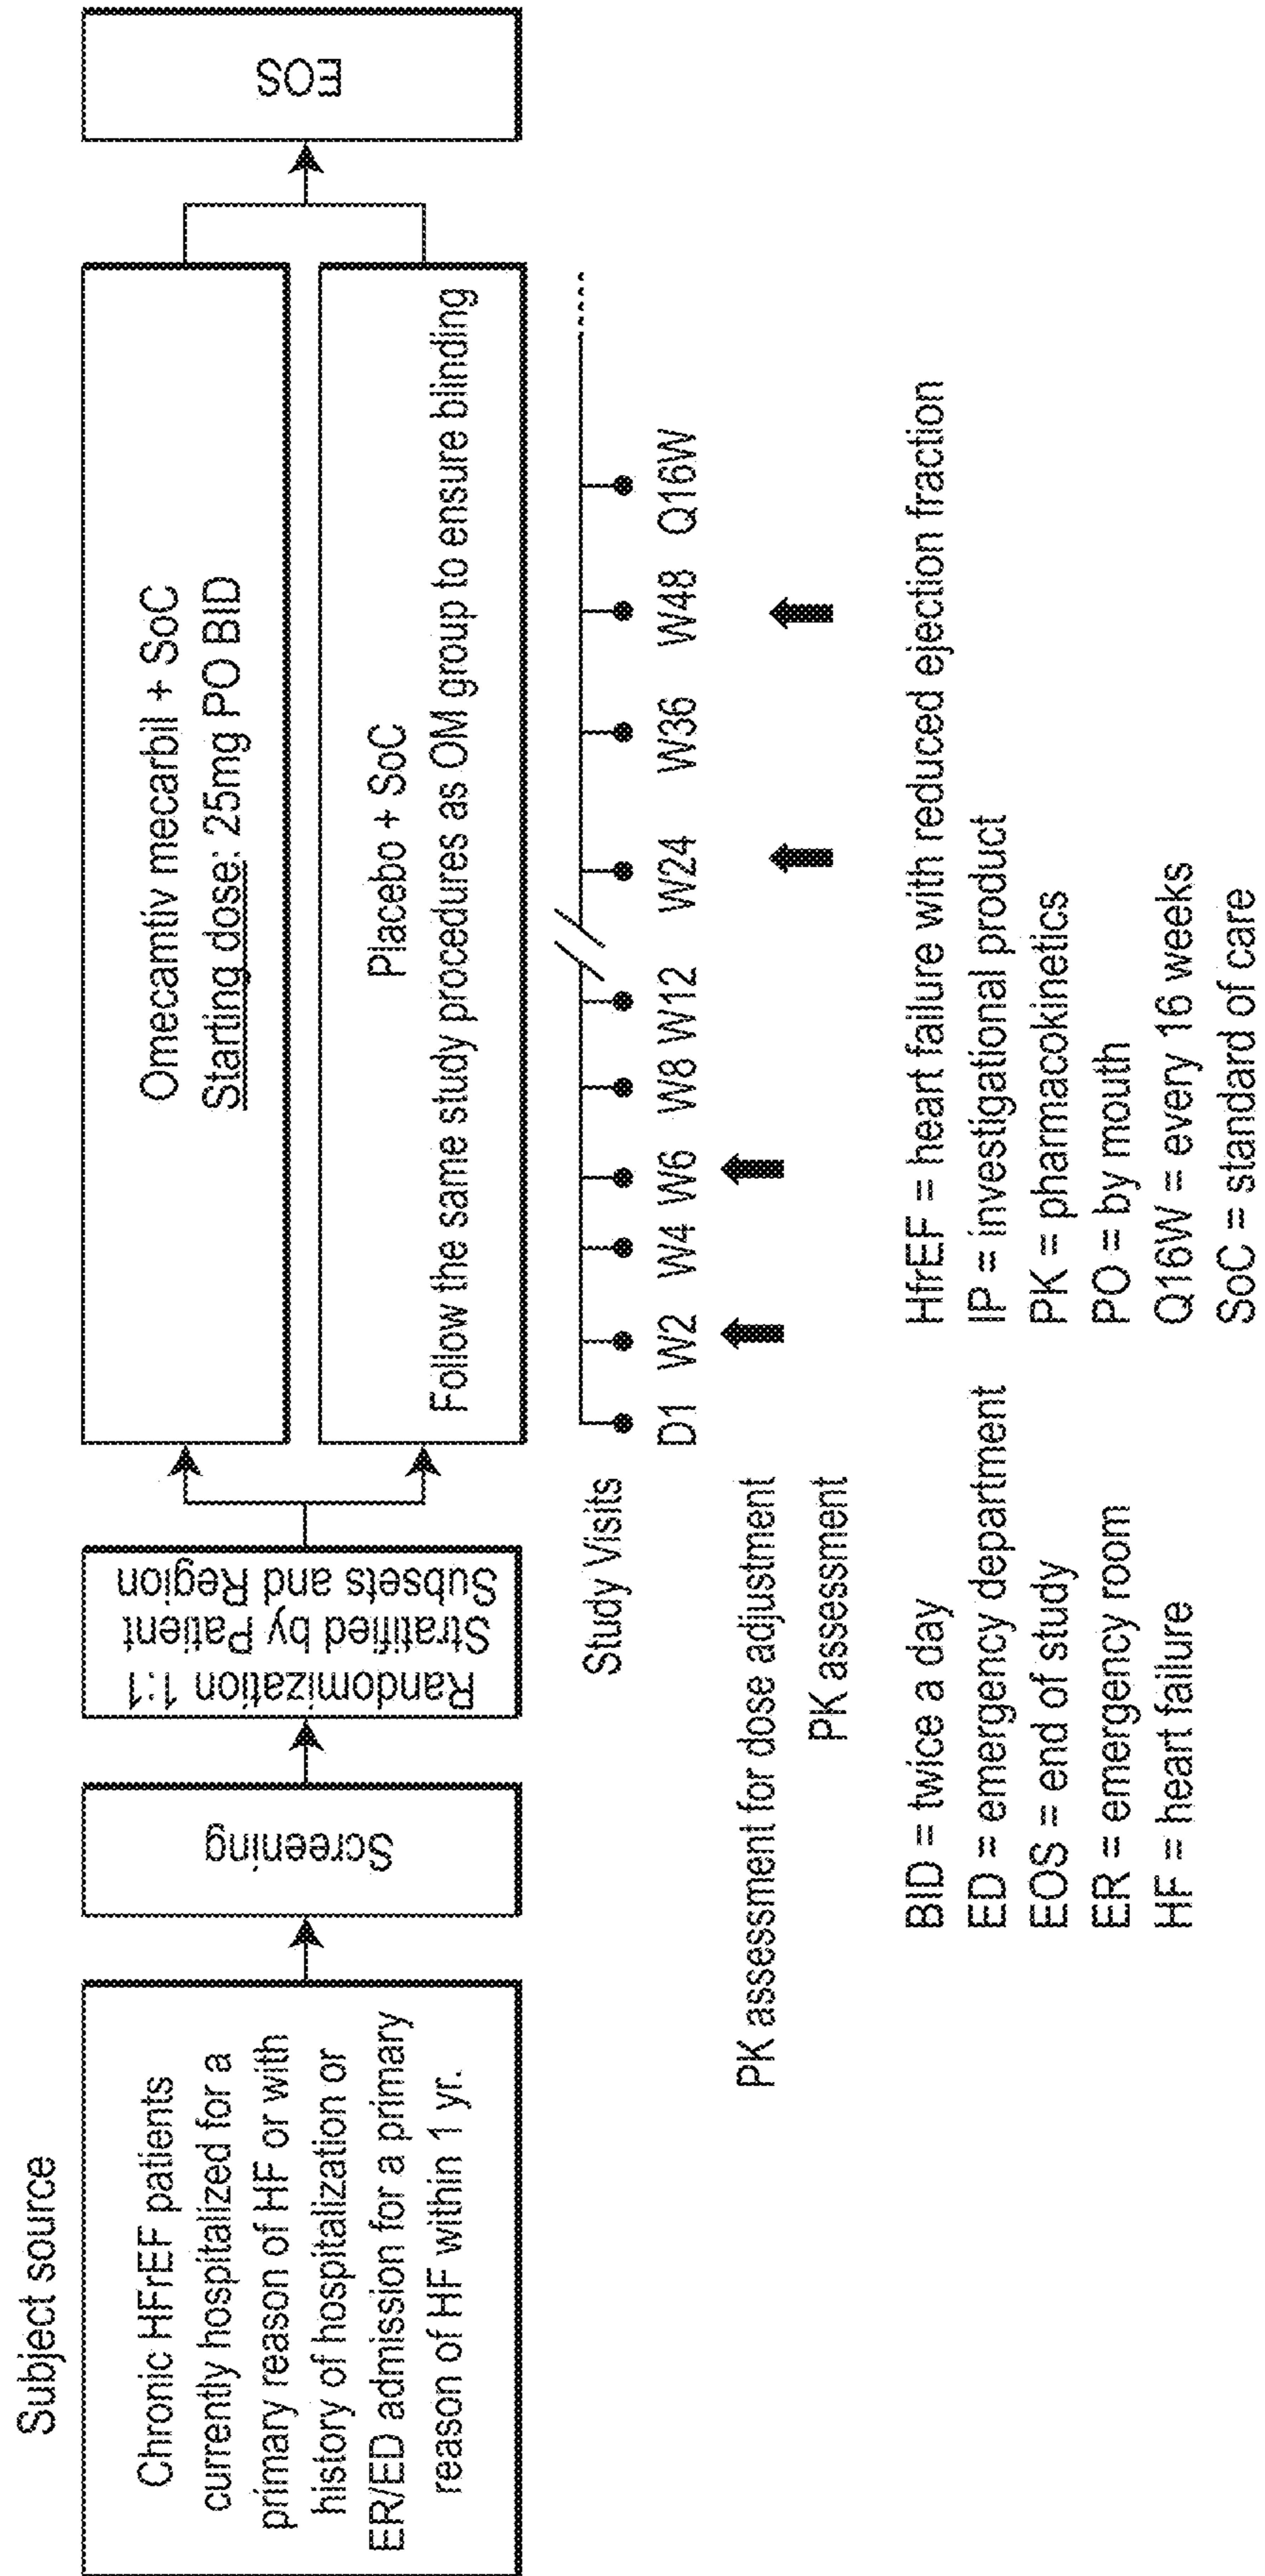 Subject source
Chronic HFrEF patients
currently hospitalized for a
primary reason of HF or with
history of hospitalization or
ER/ED admission for a primary
reason of HF within 1 yr.
Screening
Randomization 1:1
Stratified by Patient
Subsets and Region
Omecamtiv mecarbil + SoC
Starting dose: 25mg PO BID
Placebo + SoC
Follow the same study procedures as OM group to ensure blinding
EOS
Study Visits
D1 W2 W4 W6 W8 W12 W24 W36 W48 Q16W
PK assessment for dose adjustment
PK assessment
BID = twice a day
ED = emergency department
EOS = end of study
ER = emergency room
HF = heart failure
HfrEF = heart failure with reduced ejection fraction
IP = investigational product
PK = pharmacokinetics
PO = by mouth
Q16W = every 16 weeks
SoC = standard of care